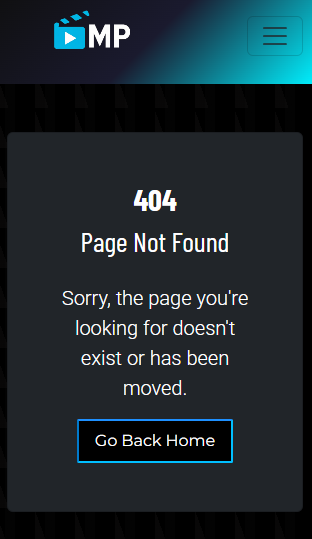 MP
404
Page Not Found
Sorry, the page you're
looking for doesn't
exist or has been
moved.
Go Back Home